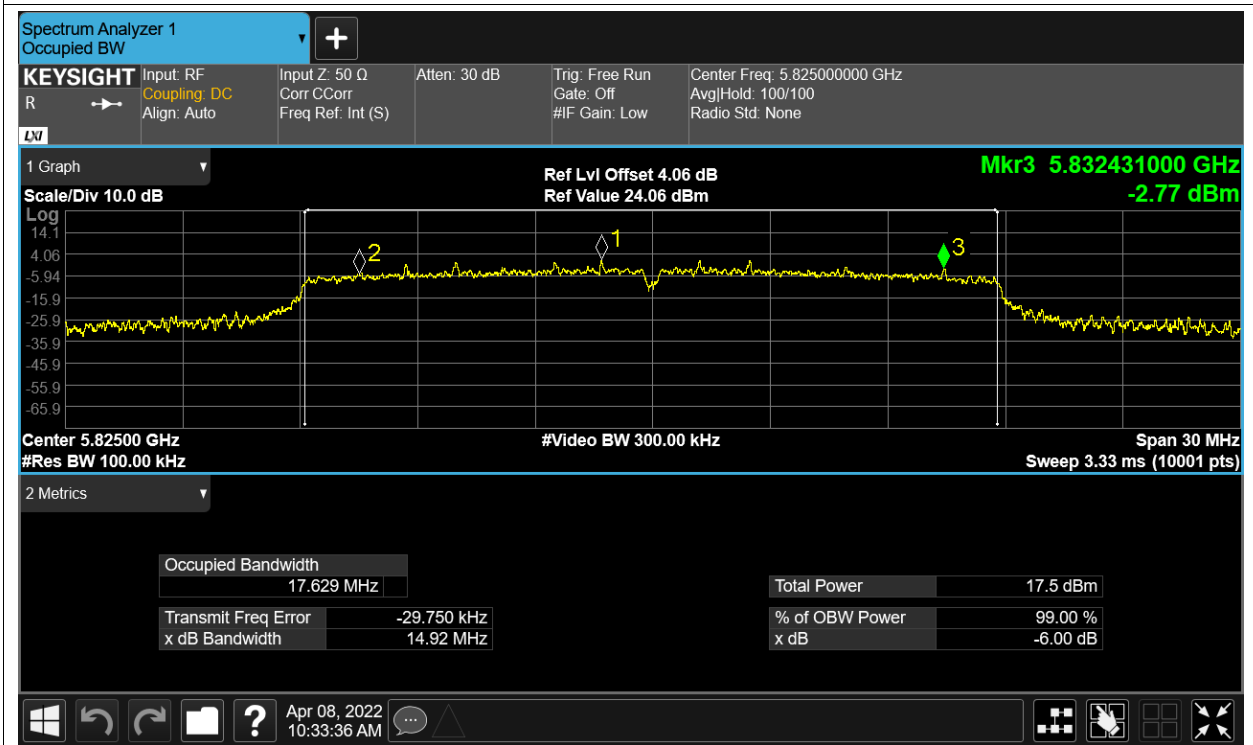 Spectrum Analyzer 1
Occupied BW
KEYSIGHT
R
LXI
Input: RF
Coupling: DC
Align: Auto
Input Z: 50 Ω
Corr CCorr
Freq Ref: Int (S)
Atten: 30 dB
Trig: Free Run
Gate: Off
#IF Gain: Low
Center Freq: 5.825000000 GHz
Avg|Hold: 100/100
Radio Std: None
1 Graph
Scale/Div 10.0 dB
Ref Lvl Offset 4.06 dB
Ref Value 24.06 dBm
Mkr3 5.832431000 GHz
-2.77 dBm
Log
14.1
4.06
-5.94
-15.9
-25.9
-35.9
-45.9
-55.9
-65.9
2
1
3
Center 5.82500 GHz
#Res BW 100.00 kHz
#Video BW 300.00 kHz
Span 30 MHz
Sweep 3.33 ms (10001 pts)
2 Metrics
Occupied Bandwidth
17.629 MHz
Transmit Freq Error -29.750 kHz
x dB Bandwidth 14.92 MHz
Total Power 17.5 dBm
% of OBW Power 99.00 %
x dB -6.00 dB
?
Apr 08, 2022
10:33:36 AM